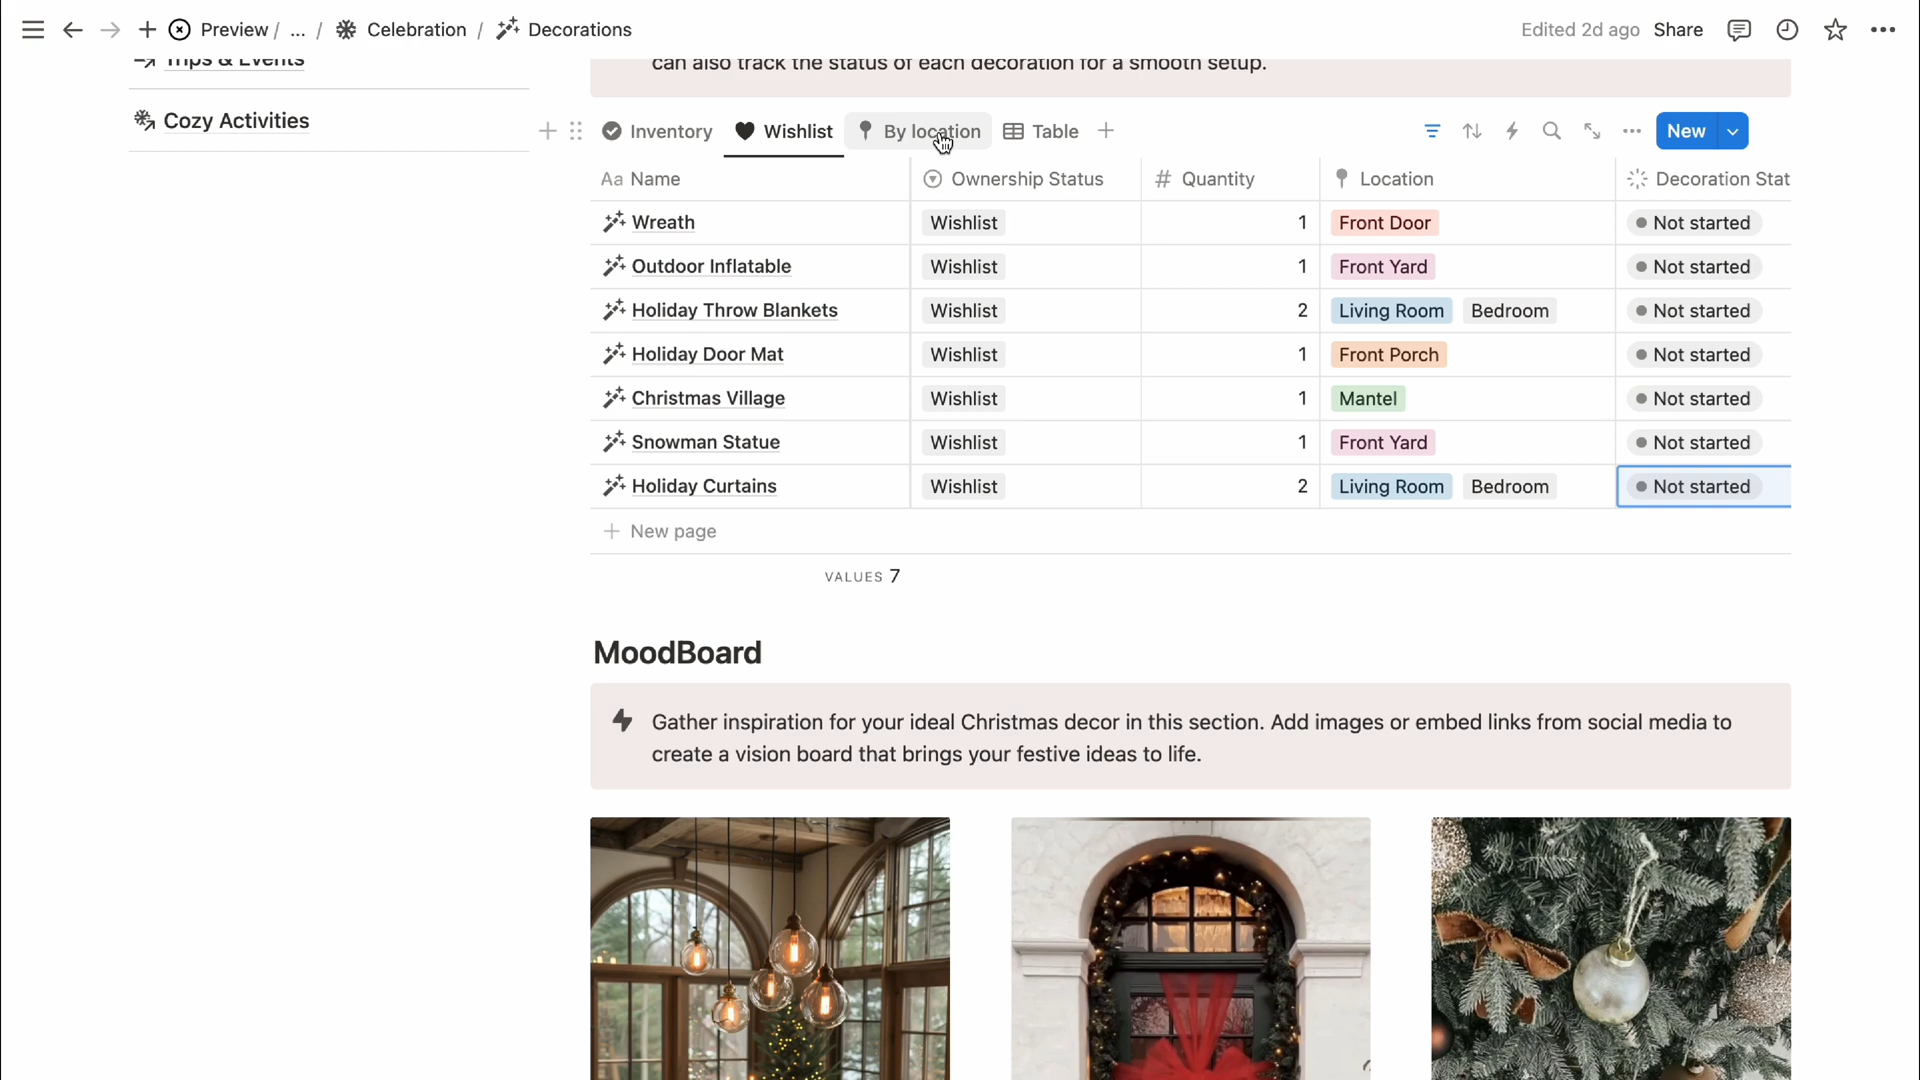 Preview / ... / Celebration / Decorations
Edited 2d ago Share
Trips & Events
can also track the status of each decoration for a smooth setup.
Cozy Activities
Inventory Wishlist By location Table
New
Aa Name Ownership Status # Quantity Location Decoration Stat
Wreath Wishlist 1 Front Door Not started
Outdoor Inflatable Wishlist 1 Front Yard Not started
Holiday Throw Blankets Wishlist 2 Living Room Bedroom Not started
Holiday Door Mat Wishlist 1 Front Porch Not started
Christmas Village Wishlist 1 Mantel Not started
Snowman Statue Wishlist 1 Front Yard Not started
Holiday Curtains Wishlist 2 Living Room Bedroom Not started
New page
VALUES 7
MoodBoard
Gather inspiration for your ideal Christmas decor in this section. Add images or embed links from social media to
create a vision board that brings your festive ideas to life.